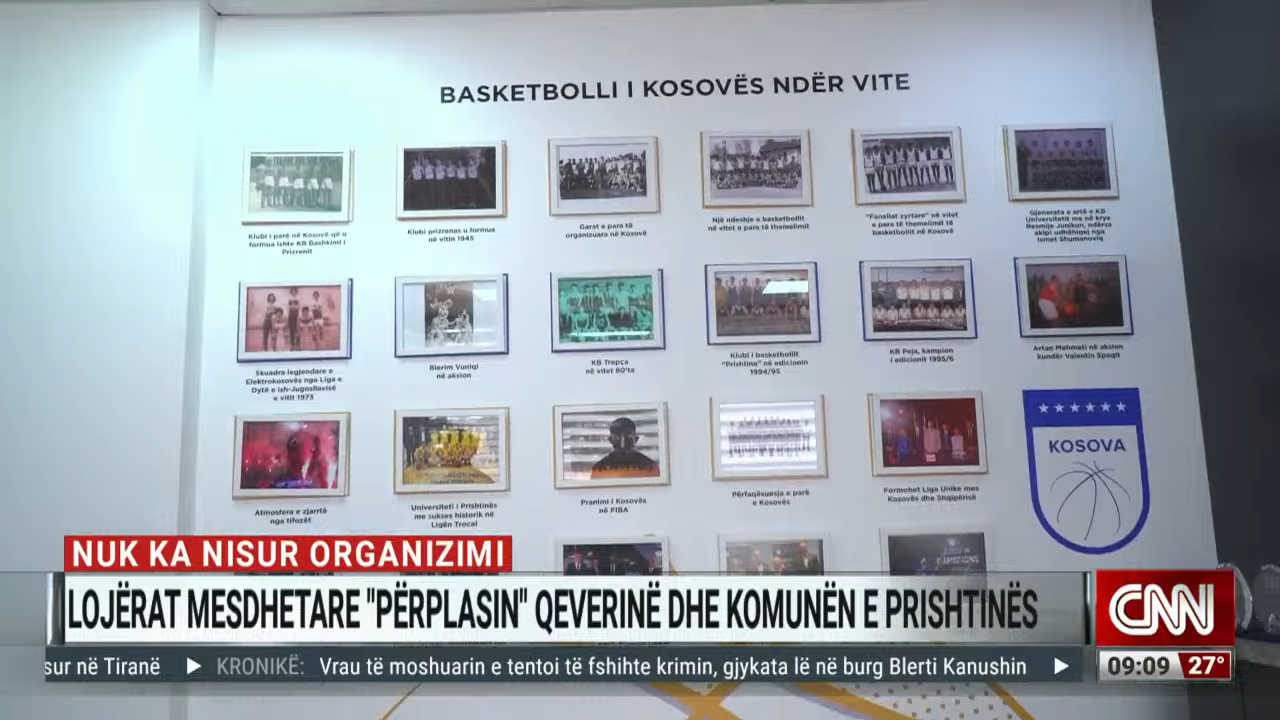 BASKETBOLLI I KOSOVËS NDËR VITE
Klubi i parë në Kosovë që u
formua ishte KB Bashkimi i
Prizrenit
Klubi prizrenas u formua
në vitin 1945
Garat e para të
organizuara në Kosovë
Një ndeshje e basketbollit
në vitet e para të themelimit
"Fanellat zyrtare" në vitet
e para të themelimit të
basketbollit në Kosovë
Gjenerata e artë e KB
Universitetit me në krye
Resmije Junikun, ndërsa
ekipi udhëhiqej nga
Ismet Shumanoviq
Skuadra legjendare e
Elektrokosovës nga Liga e
Dytë e ish-Jugosllavisë
e vitit 1973
Blerim Vuniqi
në aksion
KB Trepça
në vitet 80'ta
Klubi i basketbollit
"Prishtina" në edicionin
1994/95
KB Peja, kampion
i edicionit 1995/6
Artan Mehmeti në aksion
kundër Valentin Spaqit
Atmosfera e zjarrtë
nga tifozët
Universiteti i Prishtinës
me sukses historik në
Ligën Trocal
Pranimi i Kosovës
në FIBA
Përfaqësuesja e parë
e Kosovës
Formohet Liga Unike mes
Kosovës dhe Shqipërisë
KOSOVA
NUK KA NISUR ORGANIZIMI
LOJËRAT MESDHETARE "PËRPLASIN" QEVERINË DHE KOMUNËN E PRISHTINËS
CNN
sur në Tiranë ▶ KRONIKË: Vrau të moshuarin e tentoi të fshihte krimin, gjykata lë në burg Blerti Kanushin ▶
09:09 27°